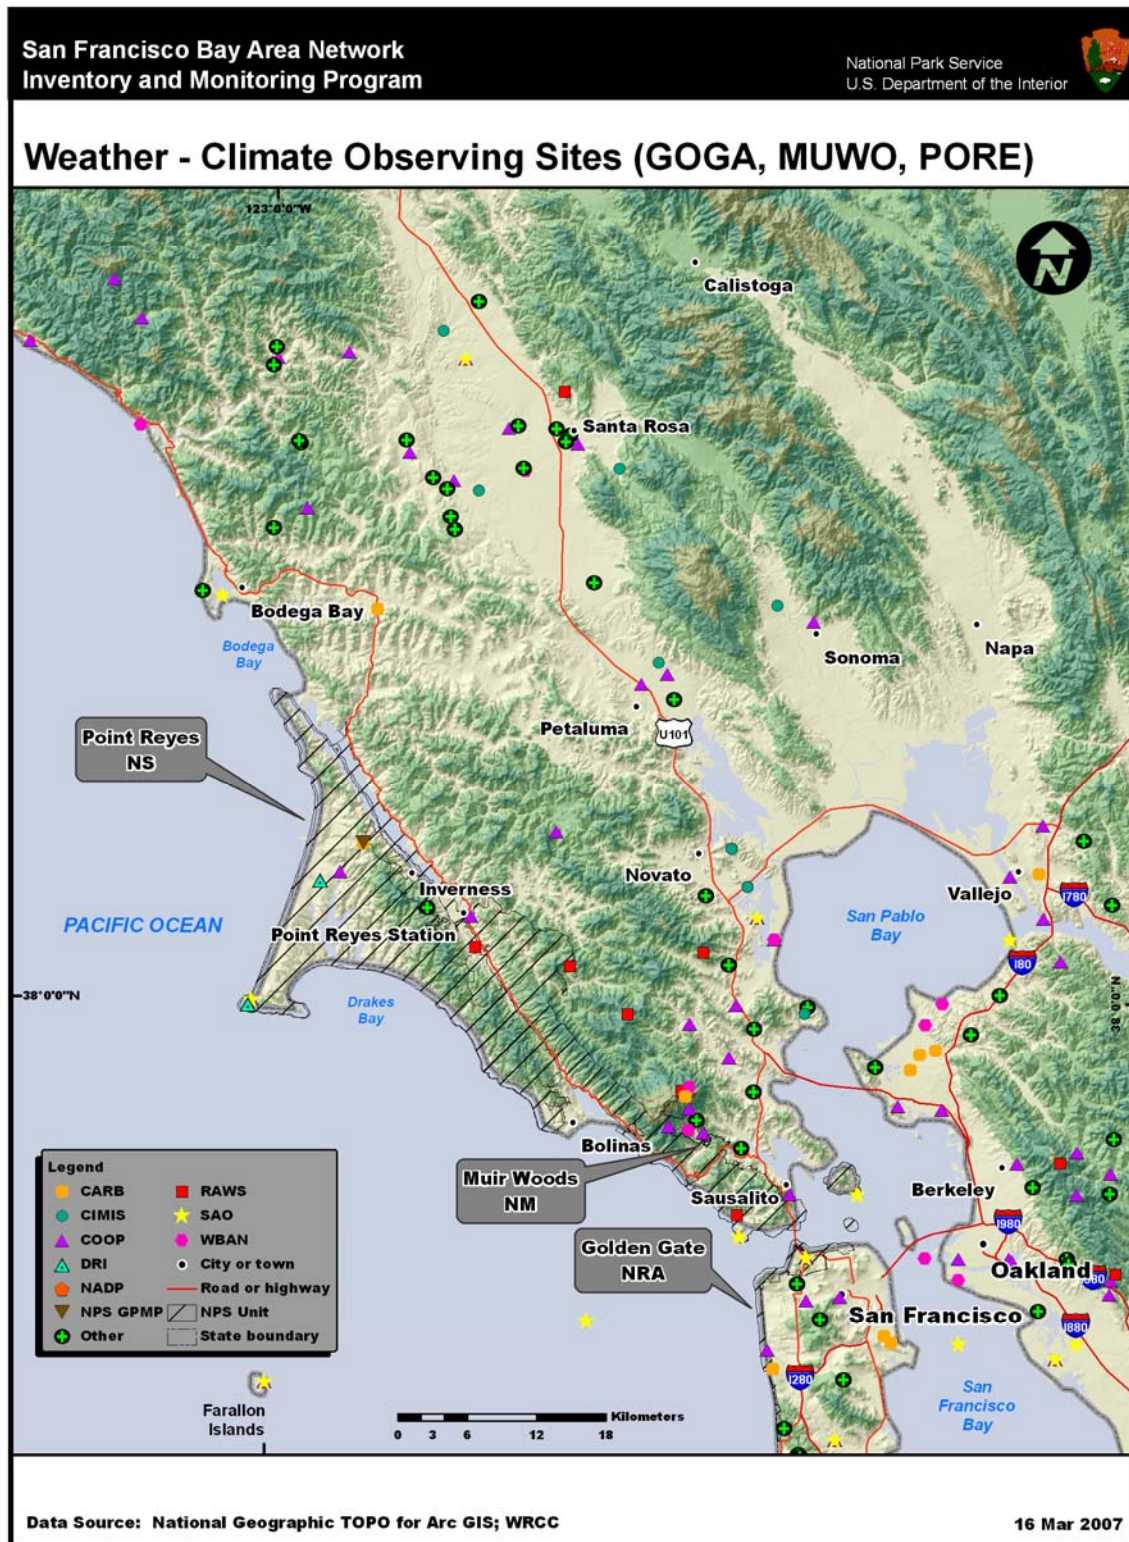 San Francisco Bay Area Network
Inventory and Monitoring Program
National Park Service
U.S. Department of the Interior
Weather - Climate Observing Sites (GOGA, MUWO, PORE)
123°0'0"W
N
Calistoga
Santa Rosa
Bodega Bay
Bodega
Bay
Sonoma
Napa
Petaluma
U101
Point Reyes
NS
Novato
Inverness
Vallejo
I780
PACIFIC OCEAN
Point Reyes Station
San Pablo
Bay
I80
38°0'0"N
Drakes
Bay
38°0'0"N
Bolinas
Muir Woods
NM
Sausalito
Berkeley
I980
Golden Gate
NRA
Oakland
I580
San Francisco
I880
I280
San
Francisco
Bay
Legend
CARB
RAWS
CIMIS
SAO
COOP
WBAN
DRI
City or town
NADP
Road or highway
NPS GPMP
NPS Unit
Other
State boundary
Farallon
Islands
Kilometers
0 3 6 12 18
Data Source: National Geographic TOPO for Arc GIS; WRCC
16 Mar 2007